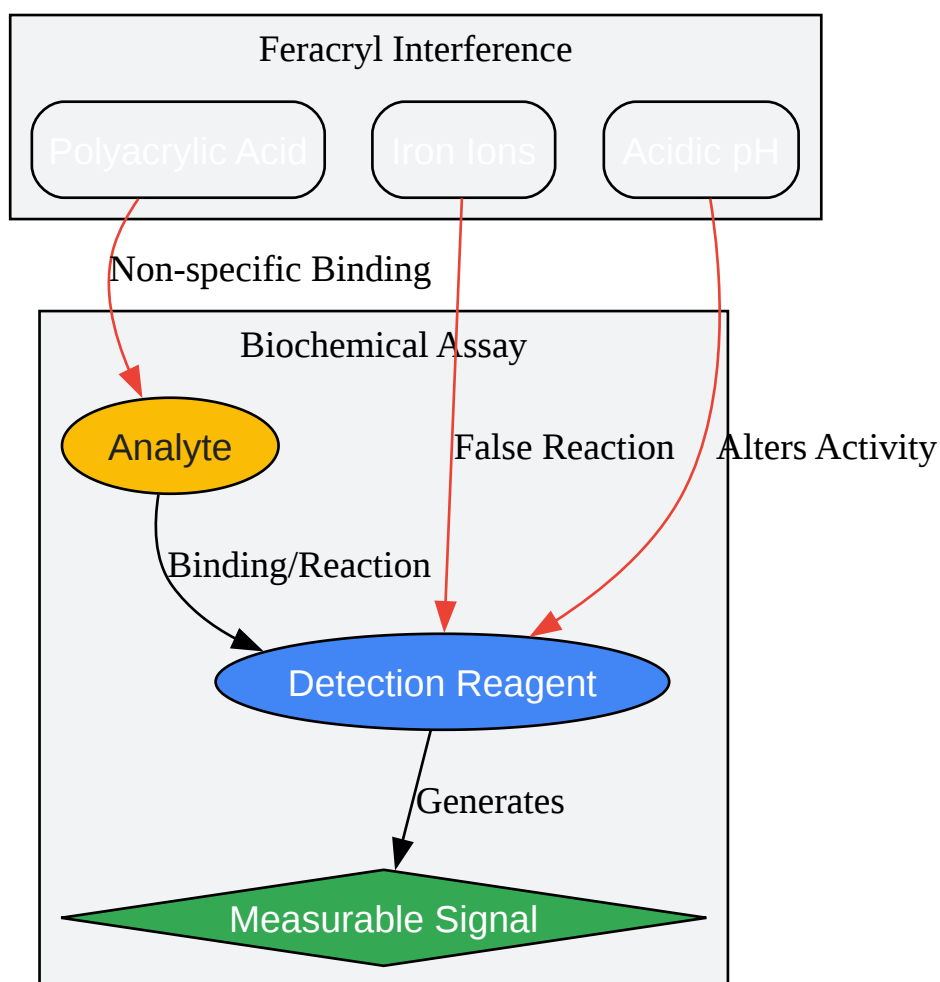 Feracryl Interference
Polyacrylic Acid
Iron Ions
Acidic pH
Non-specific Binding
Biochemical Assay
Analyte
False Reaction
Alters Activity
Binding/Reaction
Detection Reagent
Generates
Measurable Signal